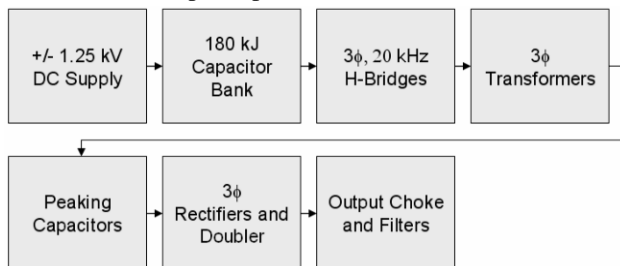 +/- 1.25 kV
DC Supply
180 kJ
Capacitor
Bank
3ϕ, 20 kHz
H-Bridges
3ϕ
Transformers
Peaking
Capacitors
3ϕ
Rectifiers and
Doubler
Output Choke
and Filters